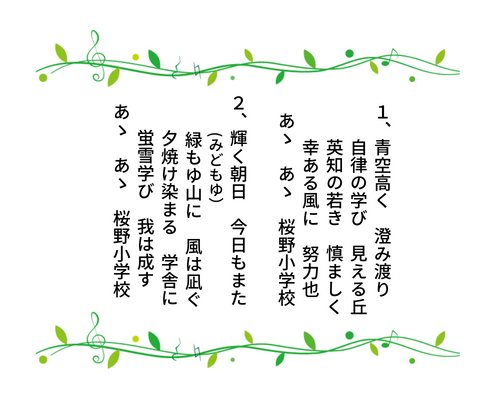 1、青空高く 澄み渡り
自律の学び 見える丘
英知の若き 慎ましく
幸ある風に 努力也
あゝ あゝ 桜野小学校
2、輝く朝日 今日もまた
(みどもゆ)
緑もゆ山に 風は凪ぐ
夕焼け染まる 学舎に
蛍雪学び 我は成す
あゝ あゝ 桜野小学校